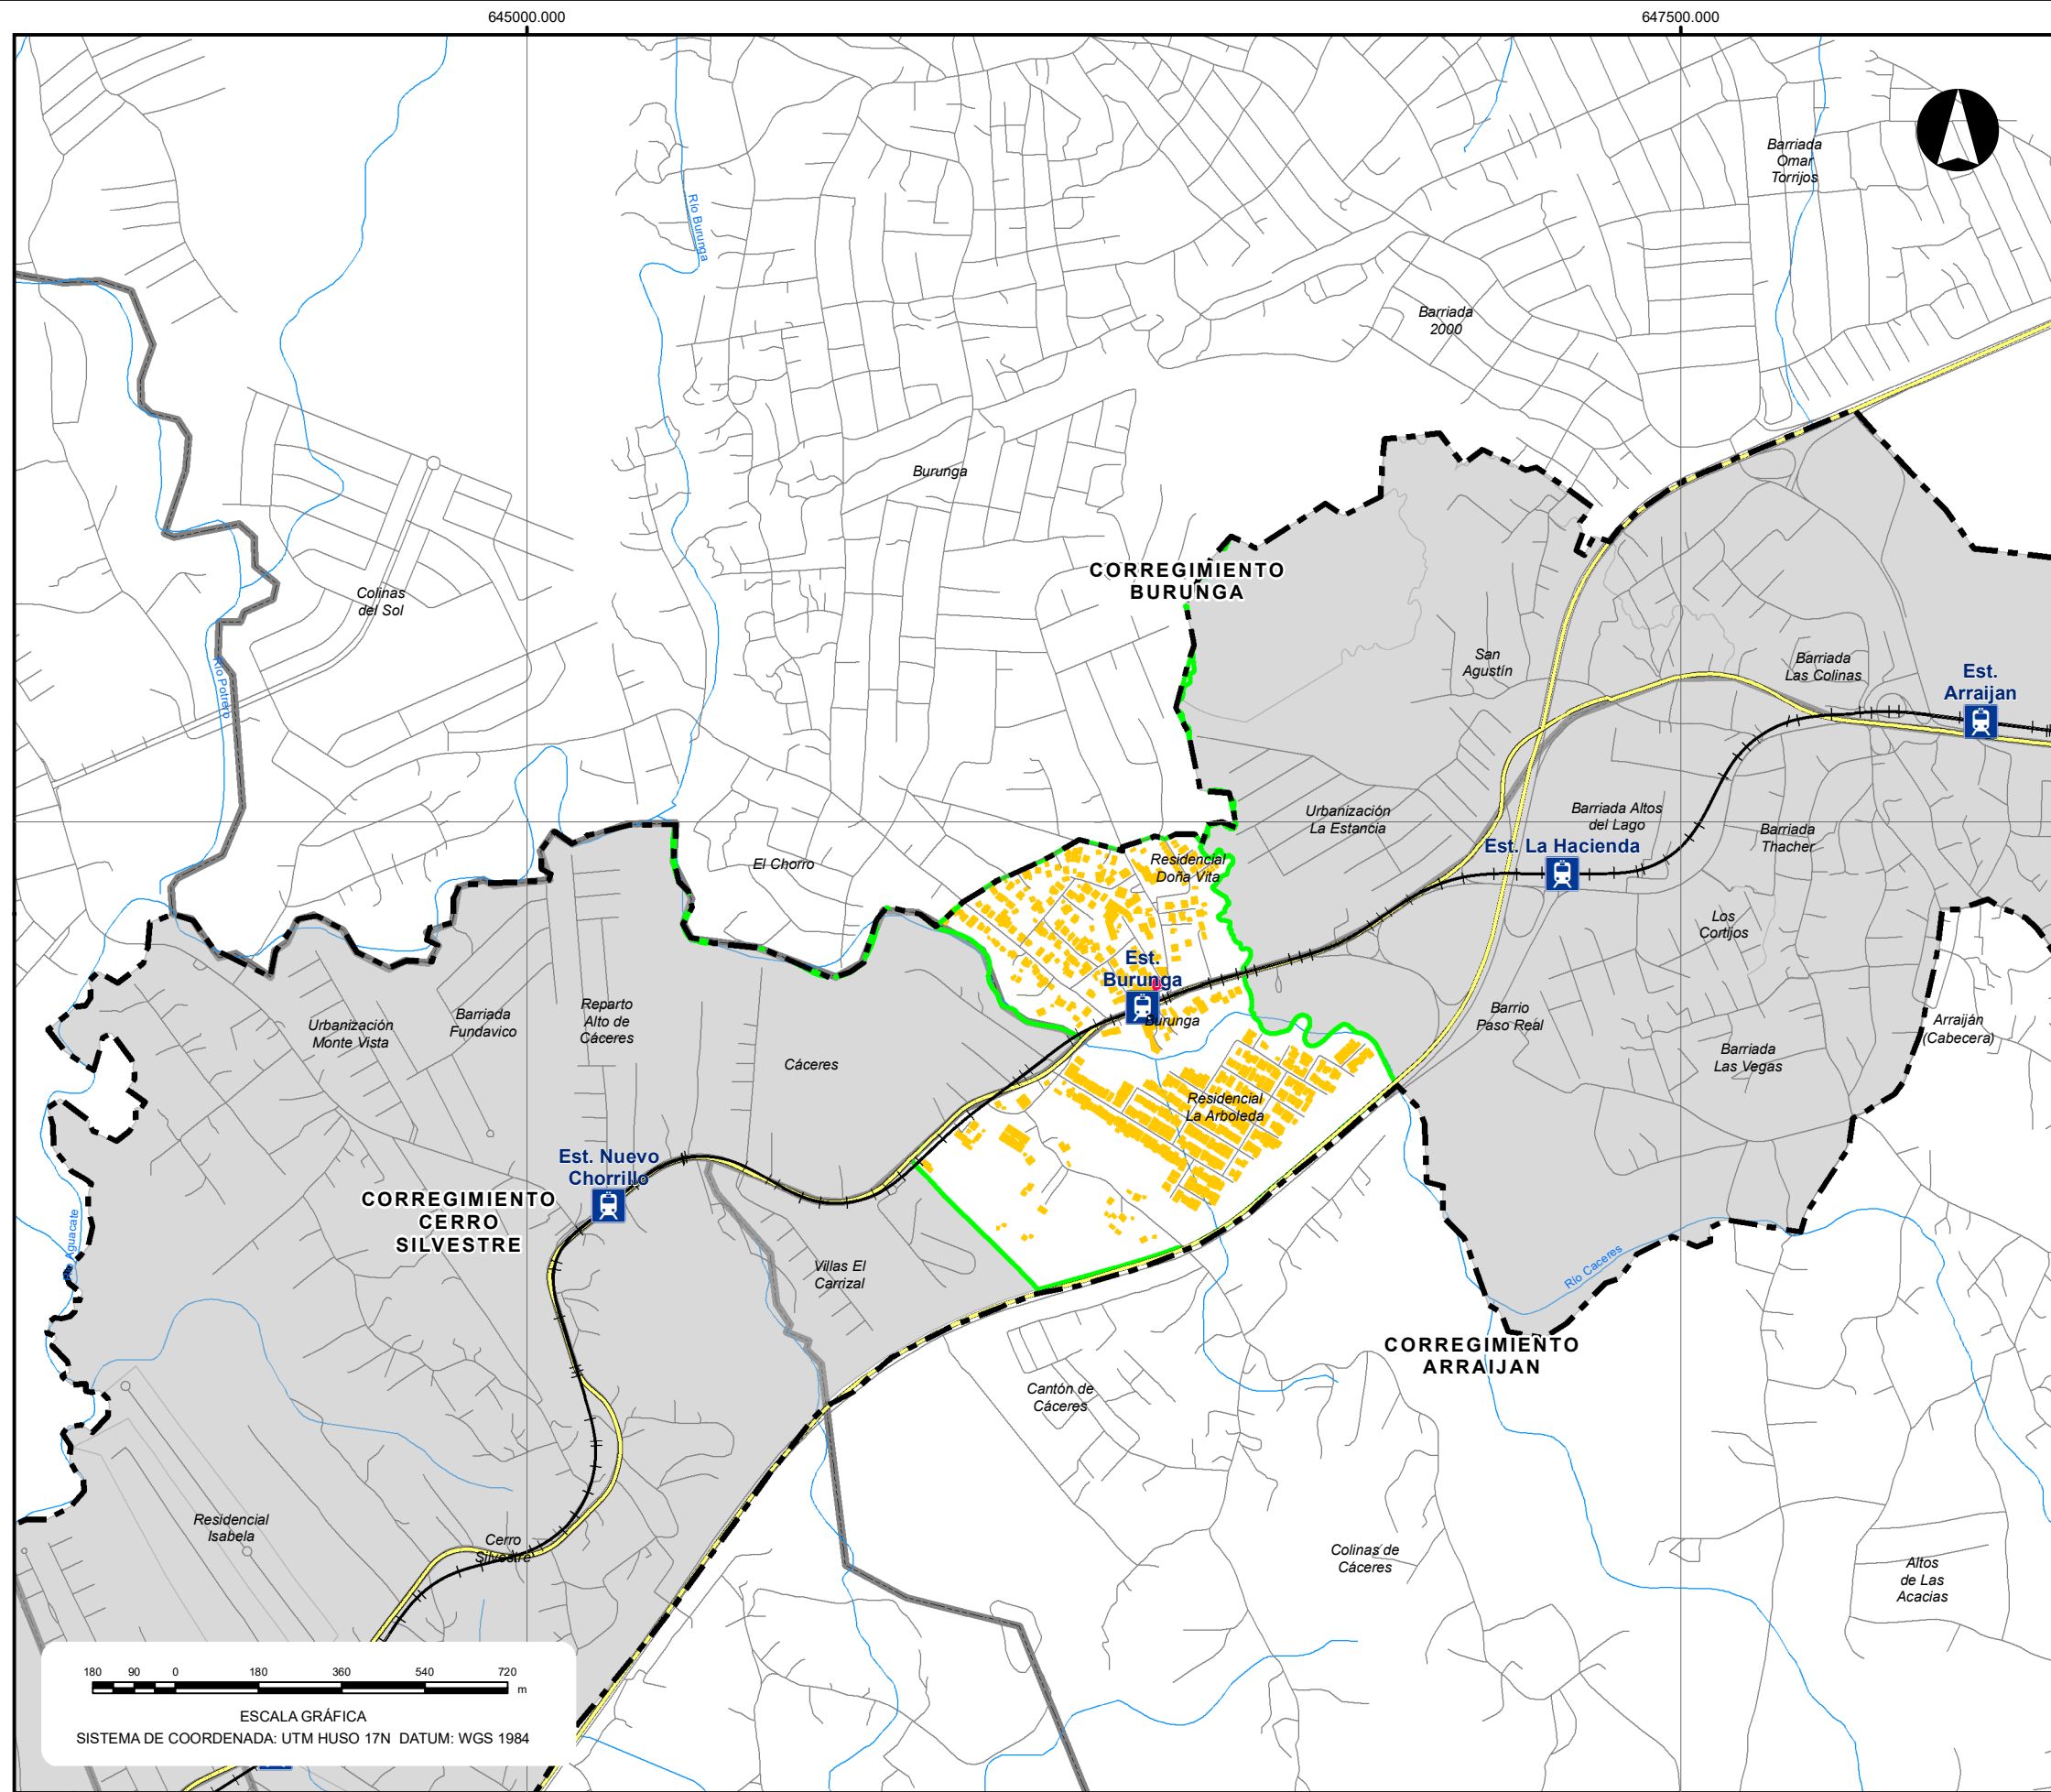 645000.000
647500.000
Barriada
Omar
Torrijos
Río Burunga
Barriada
2000
Burunga
CORREGIMIENTO
BURUNGA
Colinas
del Sol
Río Potrero
San
Agustín
Barriada
Las Colinas
Est.
Arraijan
Urbanización
La Estancia
Barriada Altos
del Lago
Barriada
Thacher
Est. La Hacienda
El Chorro
Residencial
Doña Vita
Los
Cortijos
Est.
Burunga
Burunga
Urbanización
Monte Vista
Barriada
Fundavico
Reparto
Alto de
Cáceres
Cáceres
Barrio
Paso Real
Barriada
Las Vegas
Arraiján
(Cabecera)
Residencial
La Arboleda
Est. Nuevo
Chorrillo
CORREGIMIENTO
CERRO
SILVESTRE
Aguacate
Villas El
Carrizal
Río Caceres
CORREGIMIENTO
ARRAIJAN
Cantón de
Cáceres
Residencial
Isabela
Cerro
Silvestre
Colinas de
Cáceres
Altos
de Las
Acacias
180 90 0 180 360 540 720
m
ESCALA GRÁFICA
SISTEMA DE COORDENADA: UTM HUSO 17N DATUM: WGS 1984